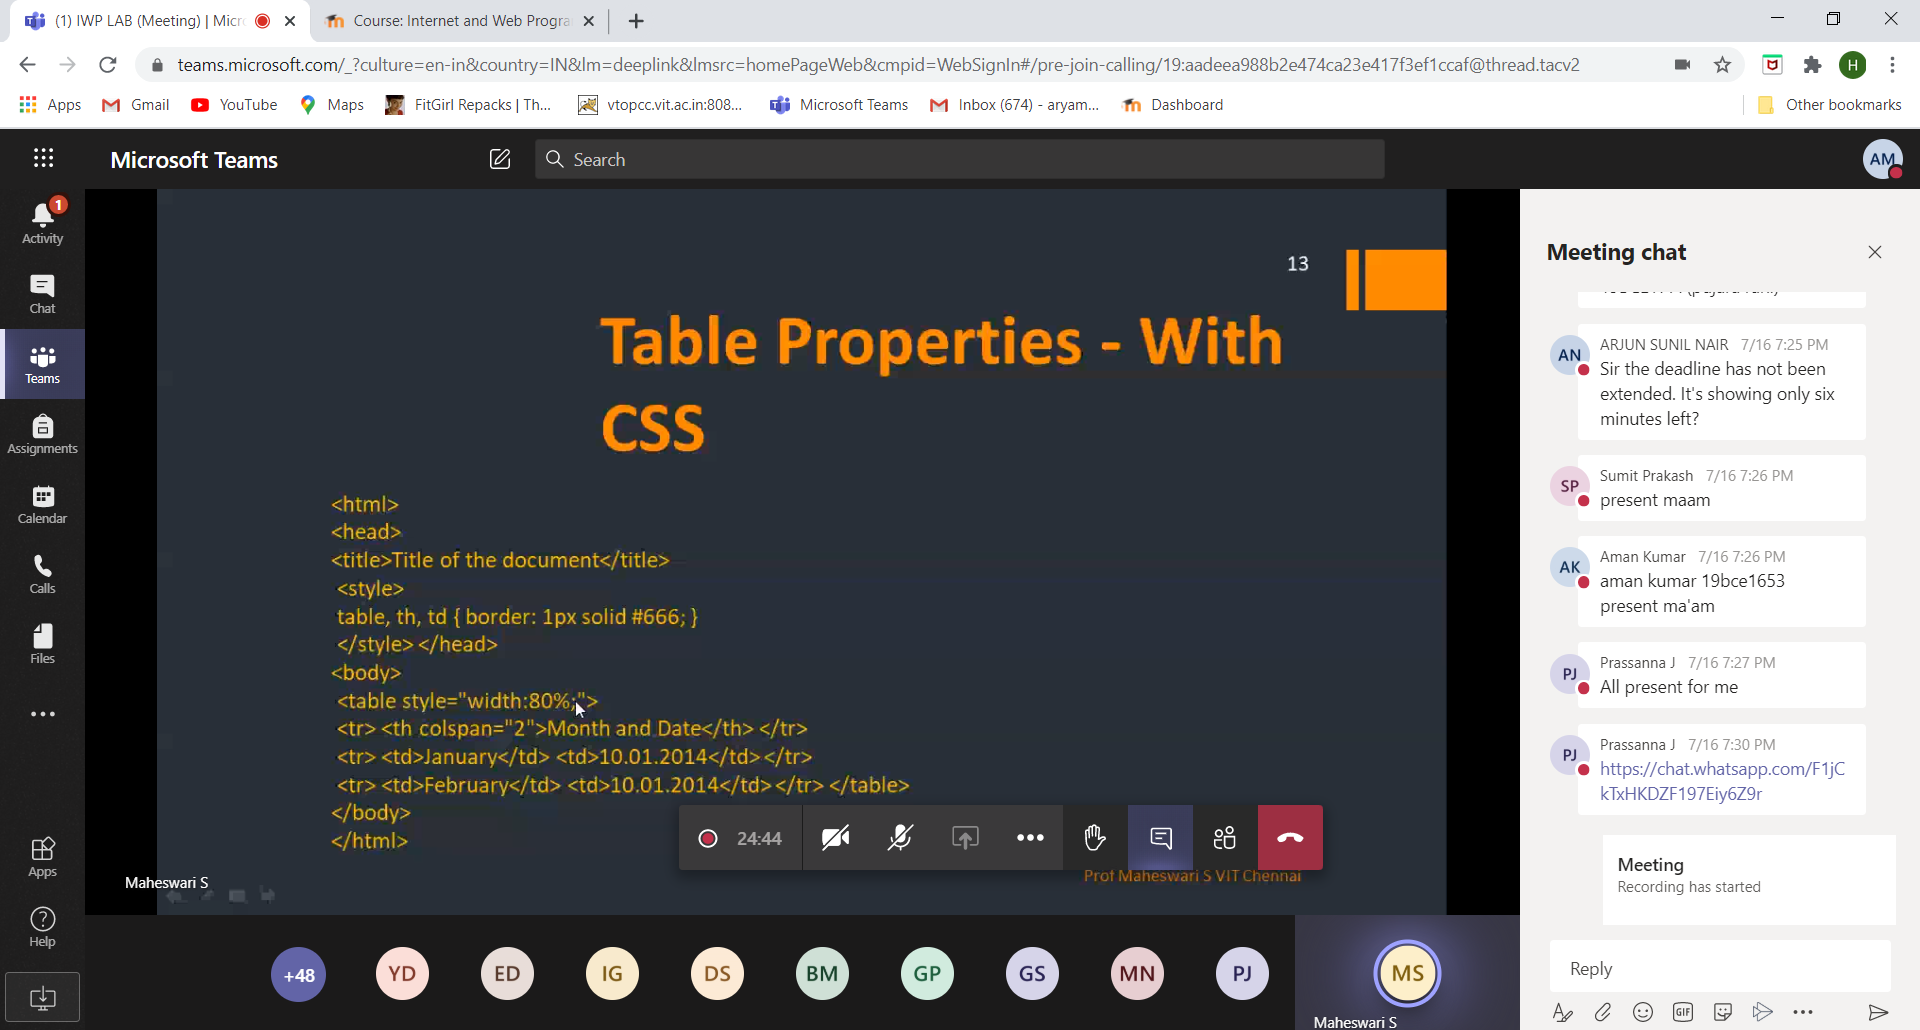 (1) IWP LAB (Meeting) | Micr
Course: Internet and Web Progra
teams.microsoft.com/_?culture=en-in&country=IN&lm=deeplink&lmsrc=homePageWeb&cmpid=WebSignIn#/pre-join-calling/19:aadeea988b2e474ca23e417f3ef1ccaf@thread.tacv2
H
Apps
Gmail
YouTube
Maps
FitGirl Repacks | Th...
vtopcc.vit.ac.in:808...
Microsoft Teams
Inbox (674) - aryam...
Dashboard
Other bookmarks
Microsoft Teams
Search
AM
1
Activity
Chat
Teams
Assignments
Calendar
Calls
Files
Apps
Help
13
Table Properties - With
CSS
<html>
<head>
<title>Title of the document</title>
<style>
table, th, td { border: 1px solid #666; }
</style> </head>
<body>
<table style="width:80%;">
<tr> <th colspan="2">Month and Date</th> </tr>
<tr> <td>January</td> <td>10.01.2014</td></tr>
<tr> <td>February</td> <td>10.01.2014</td></tr> </table>
</body>
</html>
24:44
Prof Maheswari S VIT Chennai
Maheswari S
+48
YD
ED
IG
DS
BM
GP
GS
MN
PJ
MS
Maheswari S
Meeting chat
AN
ARJUN SUNIL NAIR 7/16 7:25 PM
Sir the deadline has not been
extended. It's showing only six
minutes left?
SP
Sumit Prakash 7/16 7:26 PM
present maam
AK
Aman Kumar 7/16 7:26 PM
aman kumar 19bce1653
present ma'am
PJ
Prassanna J 7/16 7:27 PM
All present for me
PJ
Prassanna J 7/16 7:30 PM
https://chat.whatsapp.com/F1jC
kTxHKDZF197Eiy6Z9r
Meeting
Recording has started
Reply
GIF